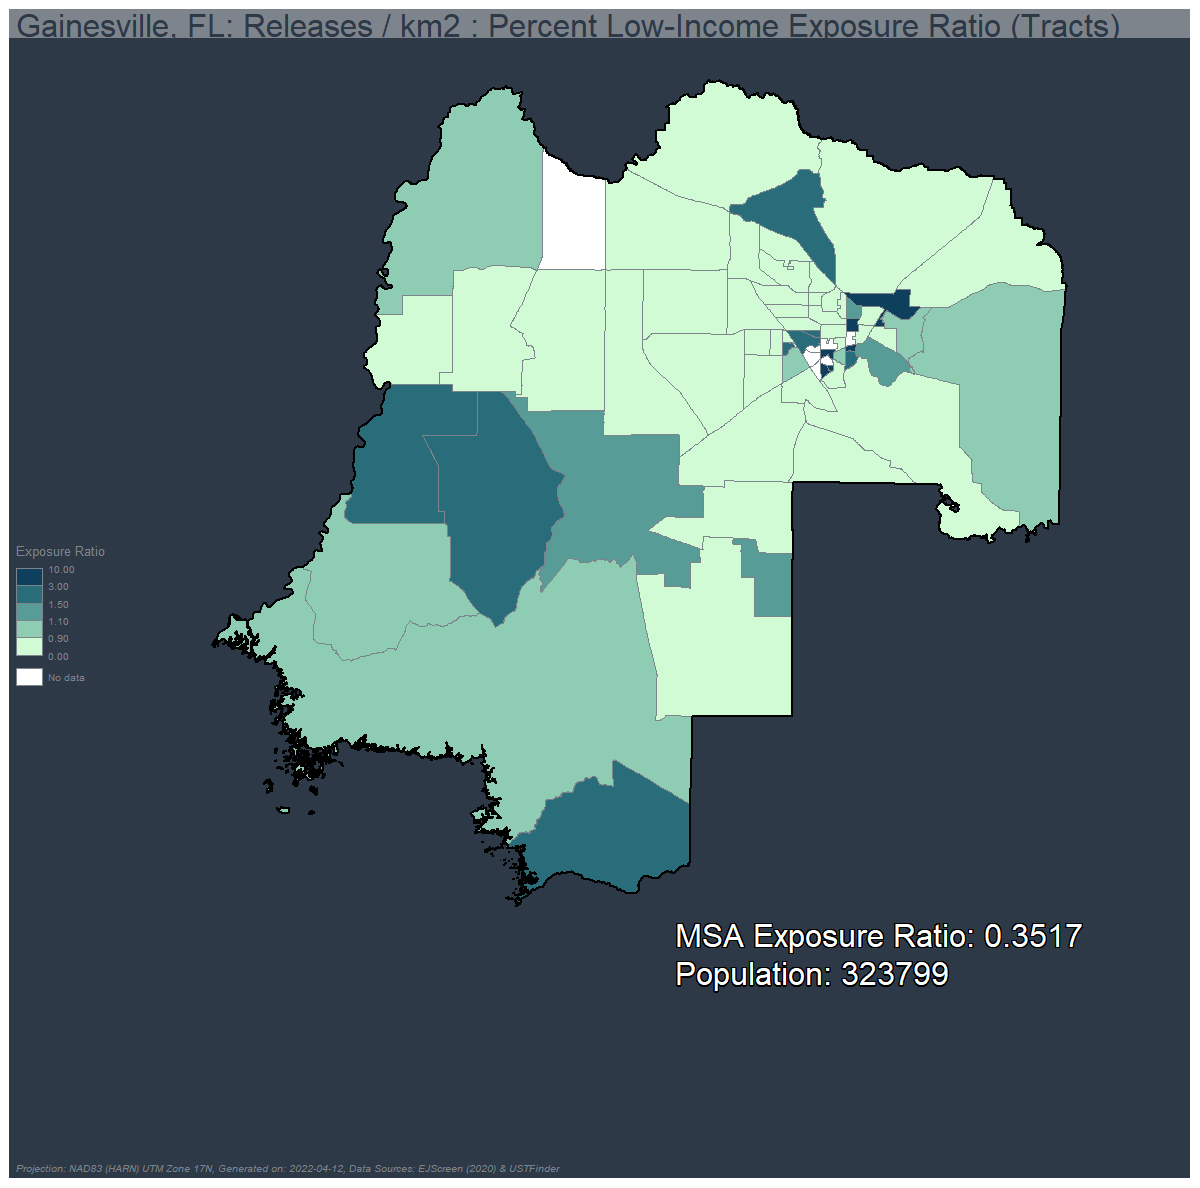 Gainesville, FL: Releases / km2 : Percent Low-Income Exposure Ratio (Tracts)
Exposure Ratio
10.00
3.00
1.50
1.10
0.90
0.00
No data
MSA Exposure Ratio: 0.3517
Population: 323799
Projection: NAD83 (HARN) UTM Zone 17N, Generated on: 2022-04-12, Data Sources: EJScreen (2020) & USTFinder